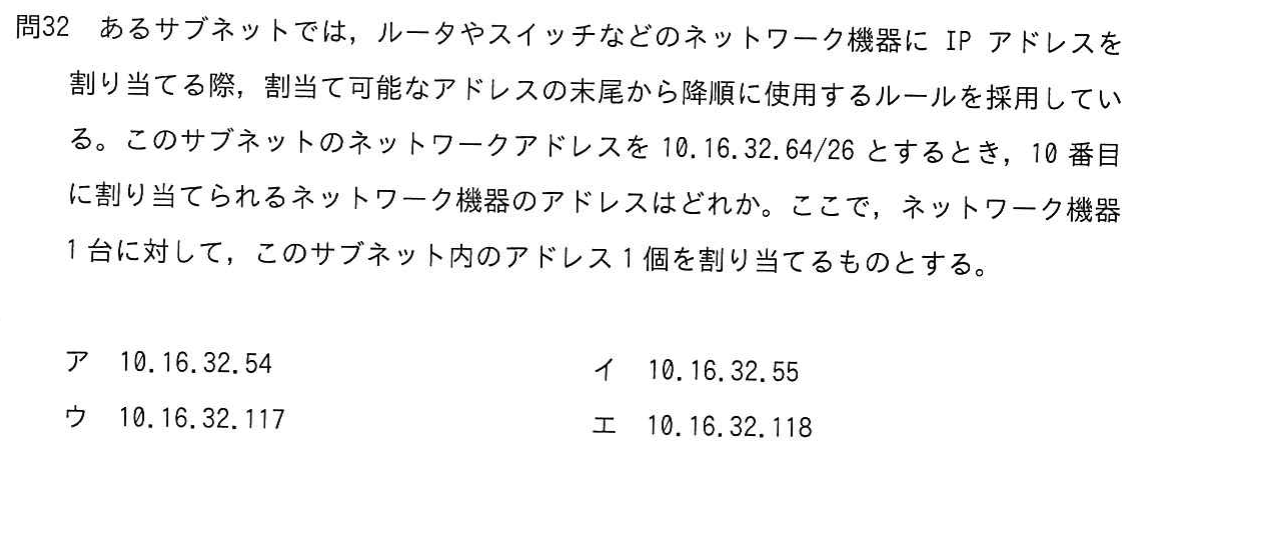 問32 あるサブネットでは，ルータやスイッチなどのネットワーク機器に IP アドレスを
割り当てる際，割当て可能なアドレスの末尾から降順に使用するルールを採用してい
る。このサブネットのネットワークアドレスを 10.16.32.64/26 とするとき，10 番目
に割り当てられるネットワーク機器のアドレスはどれか。ここで，ネットワーク機器
1 台に対して，このサブネット内のアドレス 1 個を割り当てるものとする。
ア 10.16.32.54 イ 10.16.32.55
ウ 10.16.32.117 エ 10.16.32.118